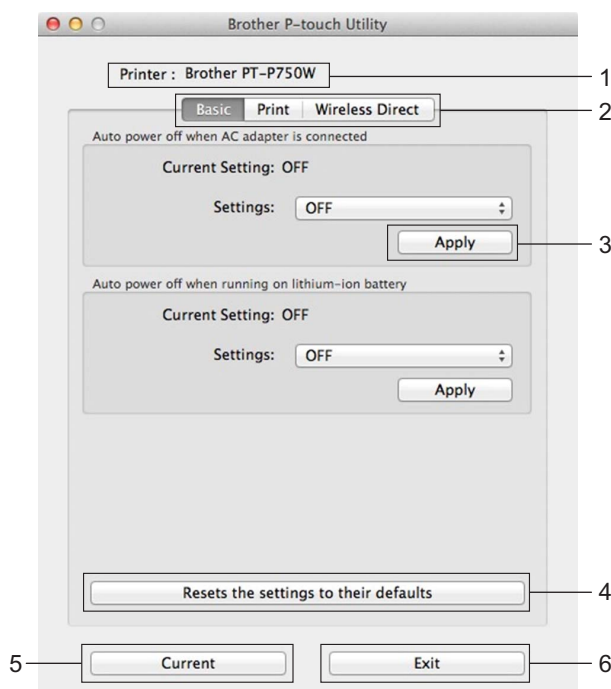 Brother P-touch Utility
Printer : Brother PT-P750W
1
Basic Print Wireless Direct
2
Auto power off when AC adapter is connected
Current Setting: OFF
Settings: OFF
Apply
3
Auto power off when running on lithium-ion battery
Current Setting: OFF
Settings: OFF
Apply
Resets the settings to their defaults
4
5
Current
Exit
6